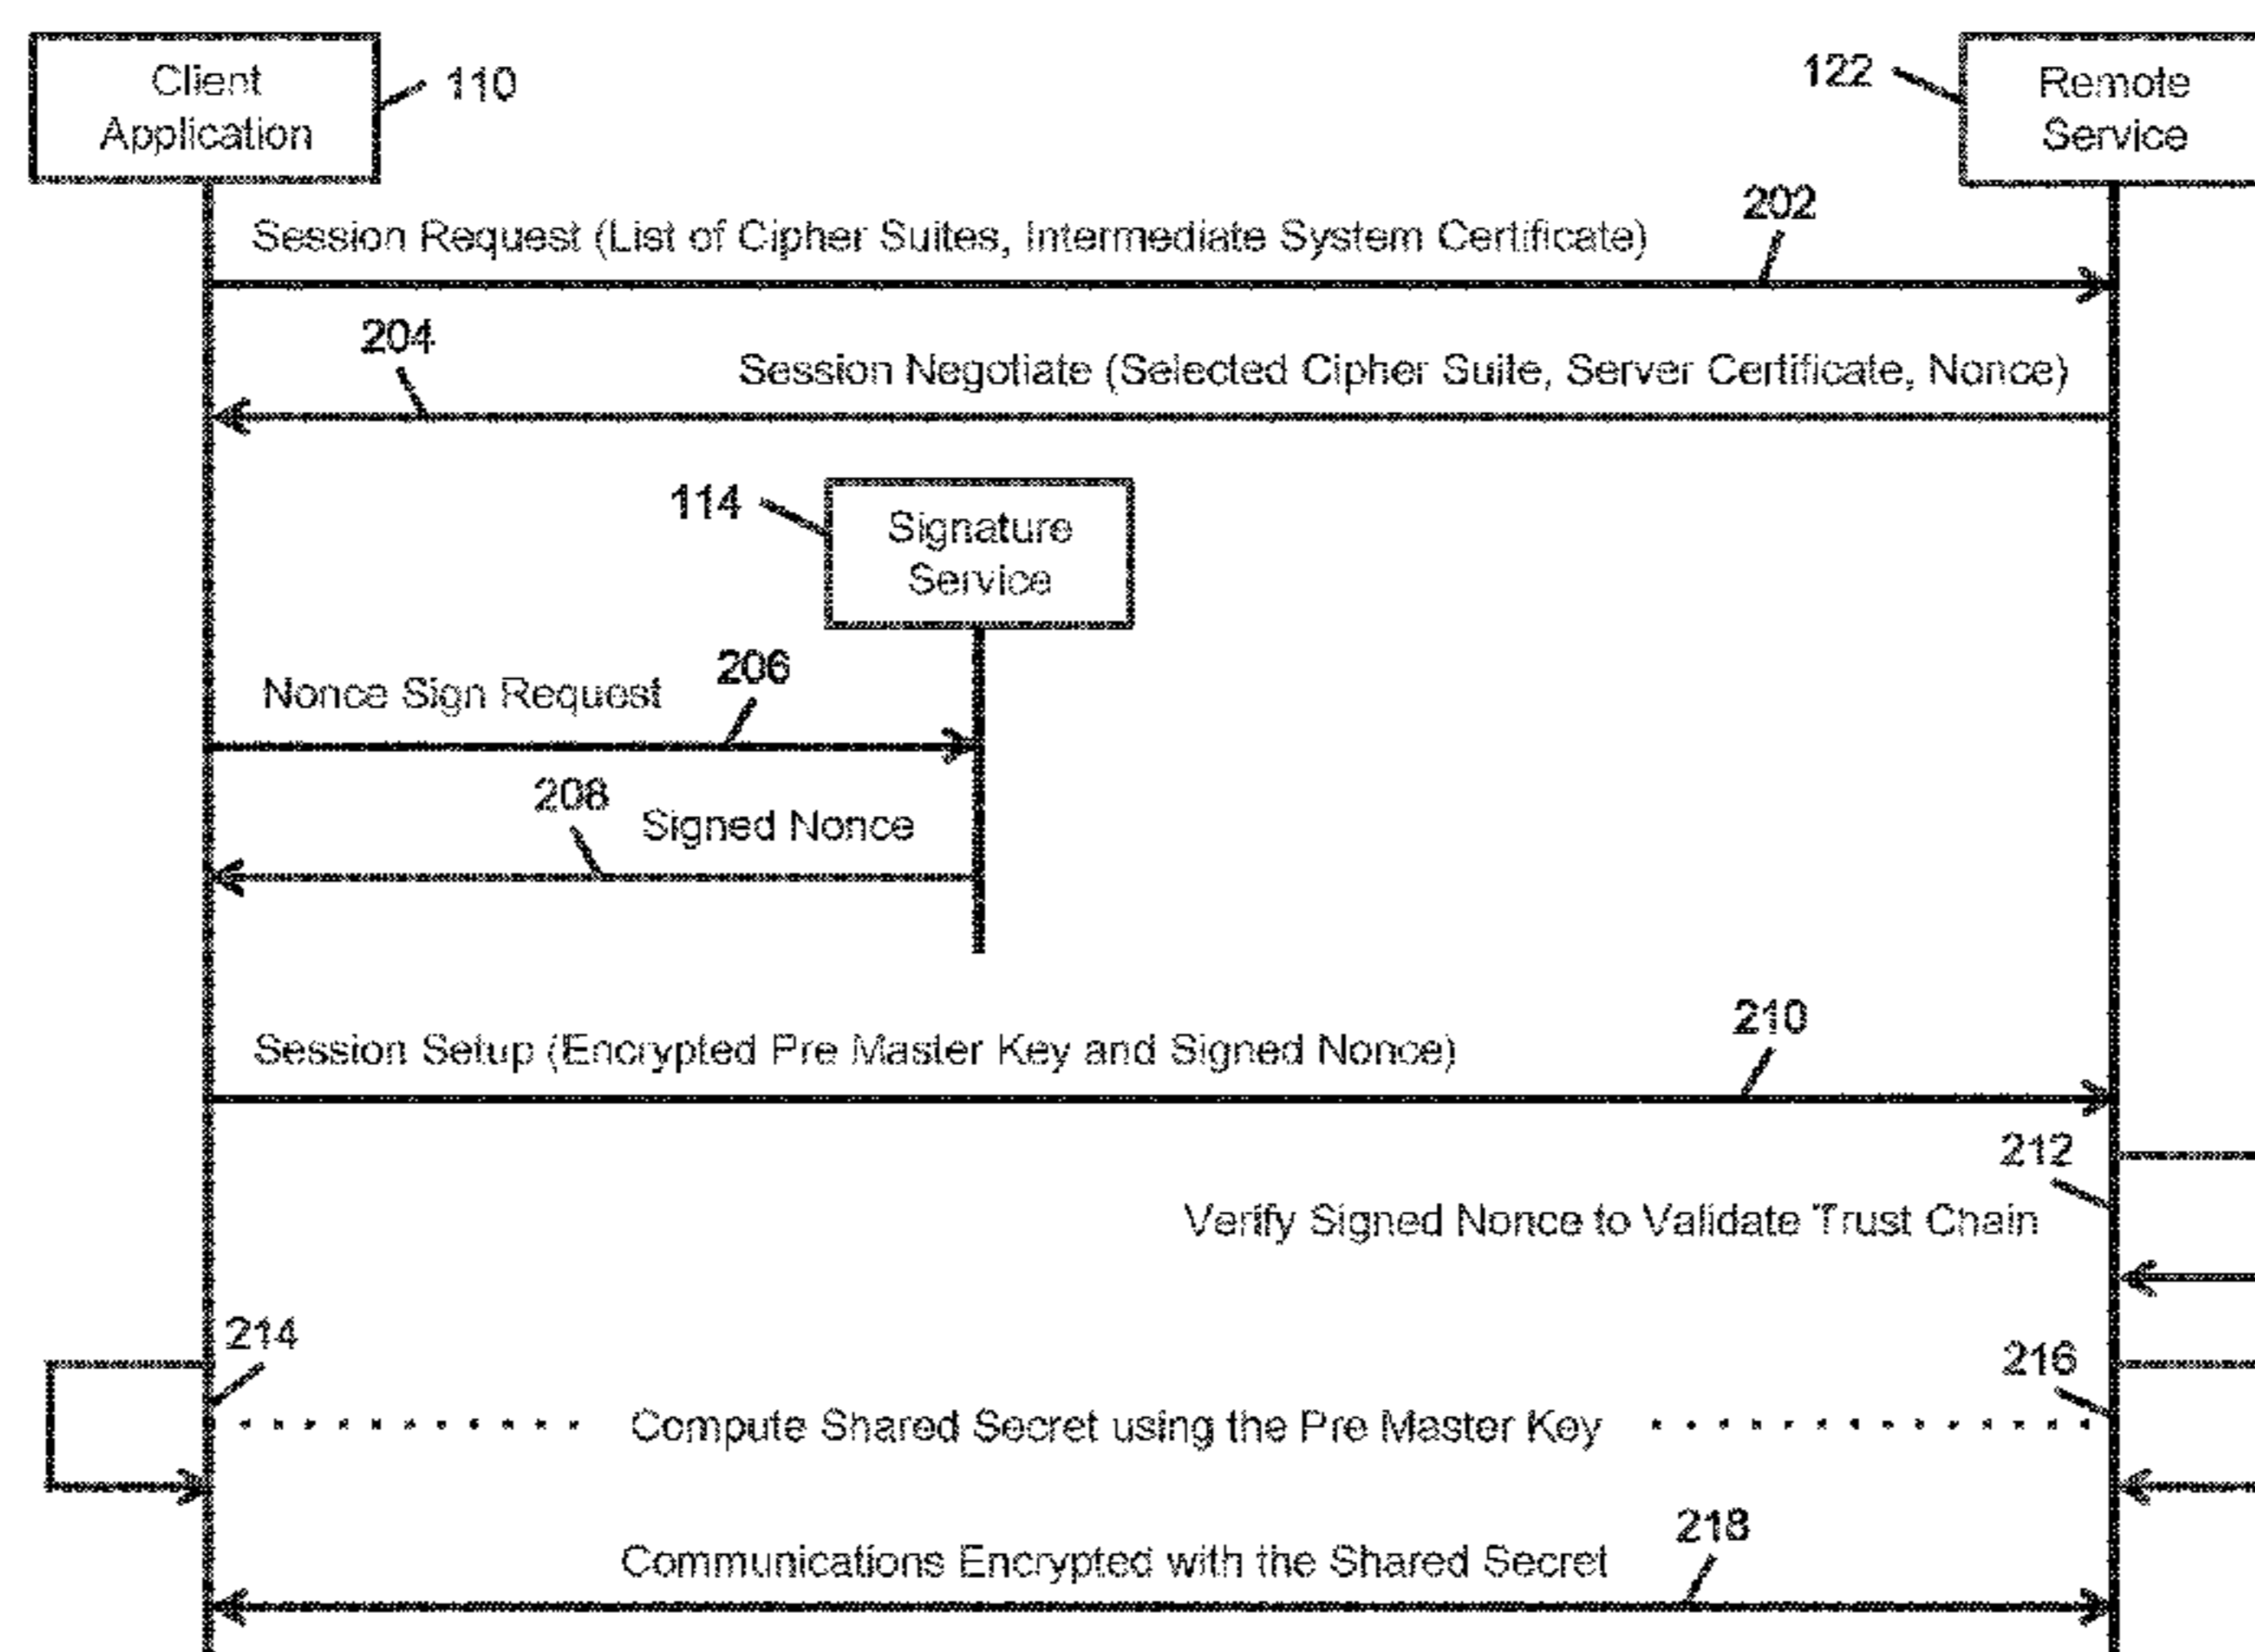 Client
Application
110
122
Remote
Service
202
Session Request (List of Cipher Suites, Intermediate System Certificate)
204
Session Negotiate (Selected Cipher Suite, Server Certificate, Nonce)
114
Signature
Service
206
Nonce Sign Request
208
Signed Nonce
210
Session Setup (Encrypted Pre Master Key and Signed Nonce)
212
Verify Signed Nonce to Validate Trust Chain
214
216
Compute Shared Secret using the Pre Master Key
218
Communications Encrypted with the Shared Secret